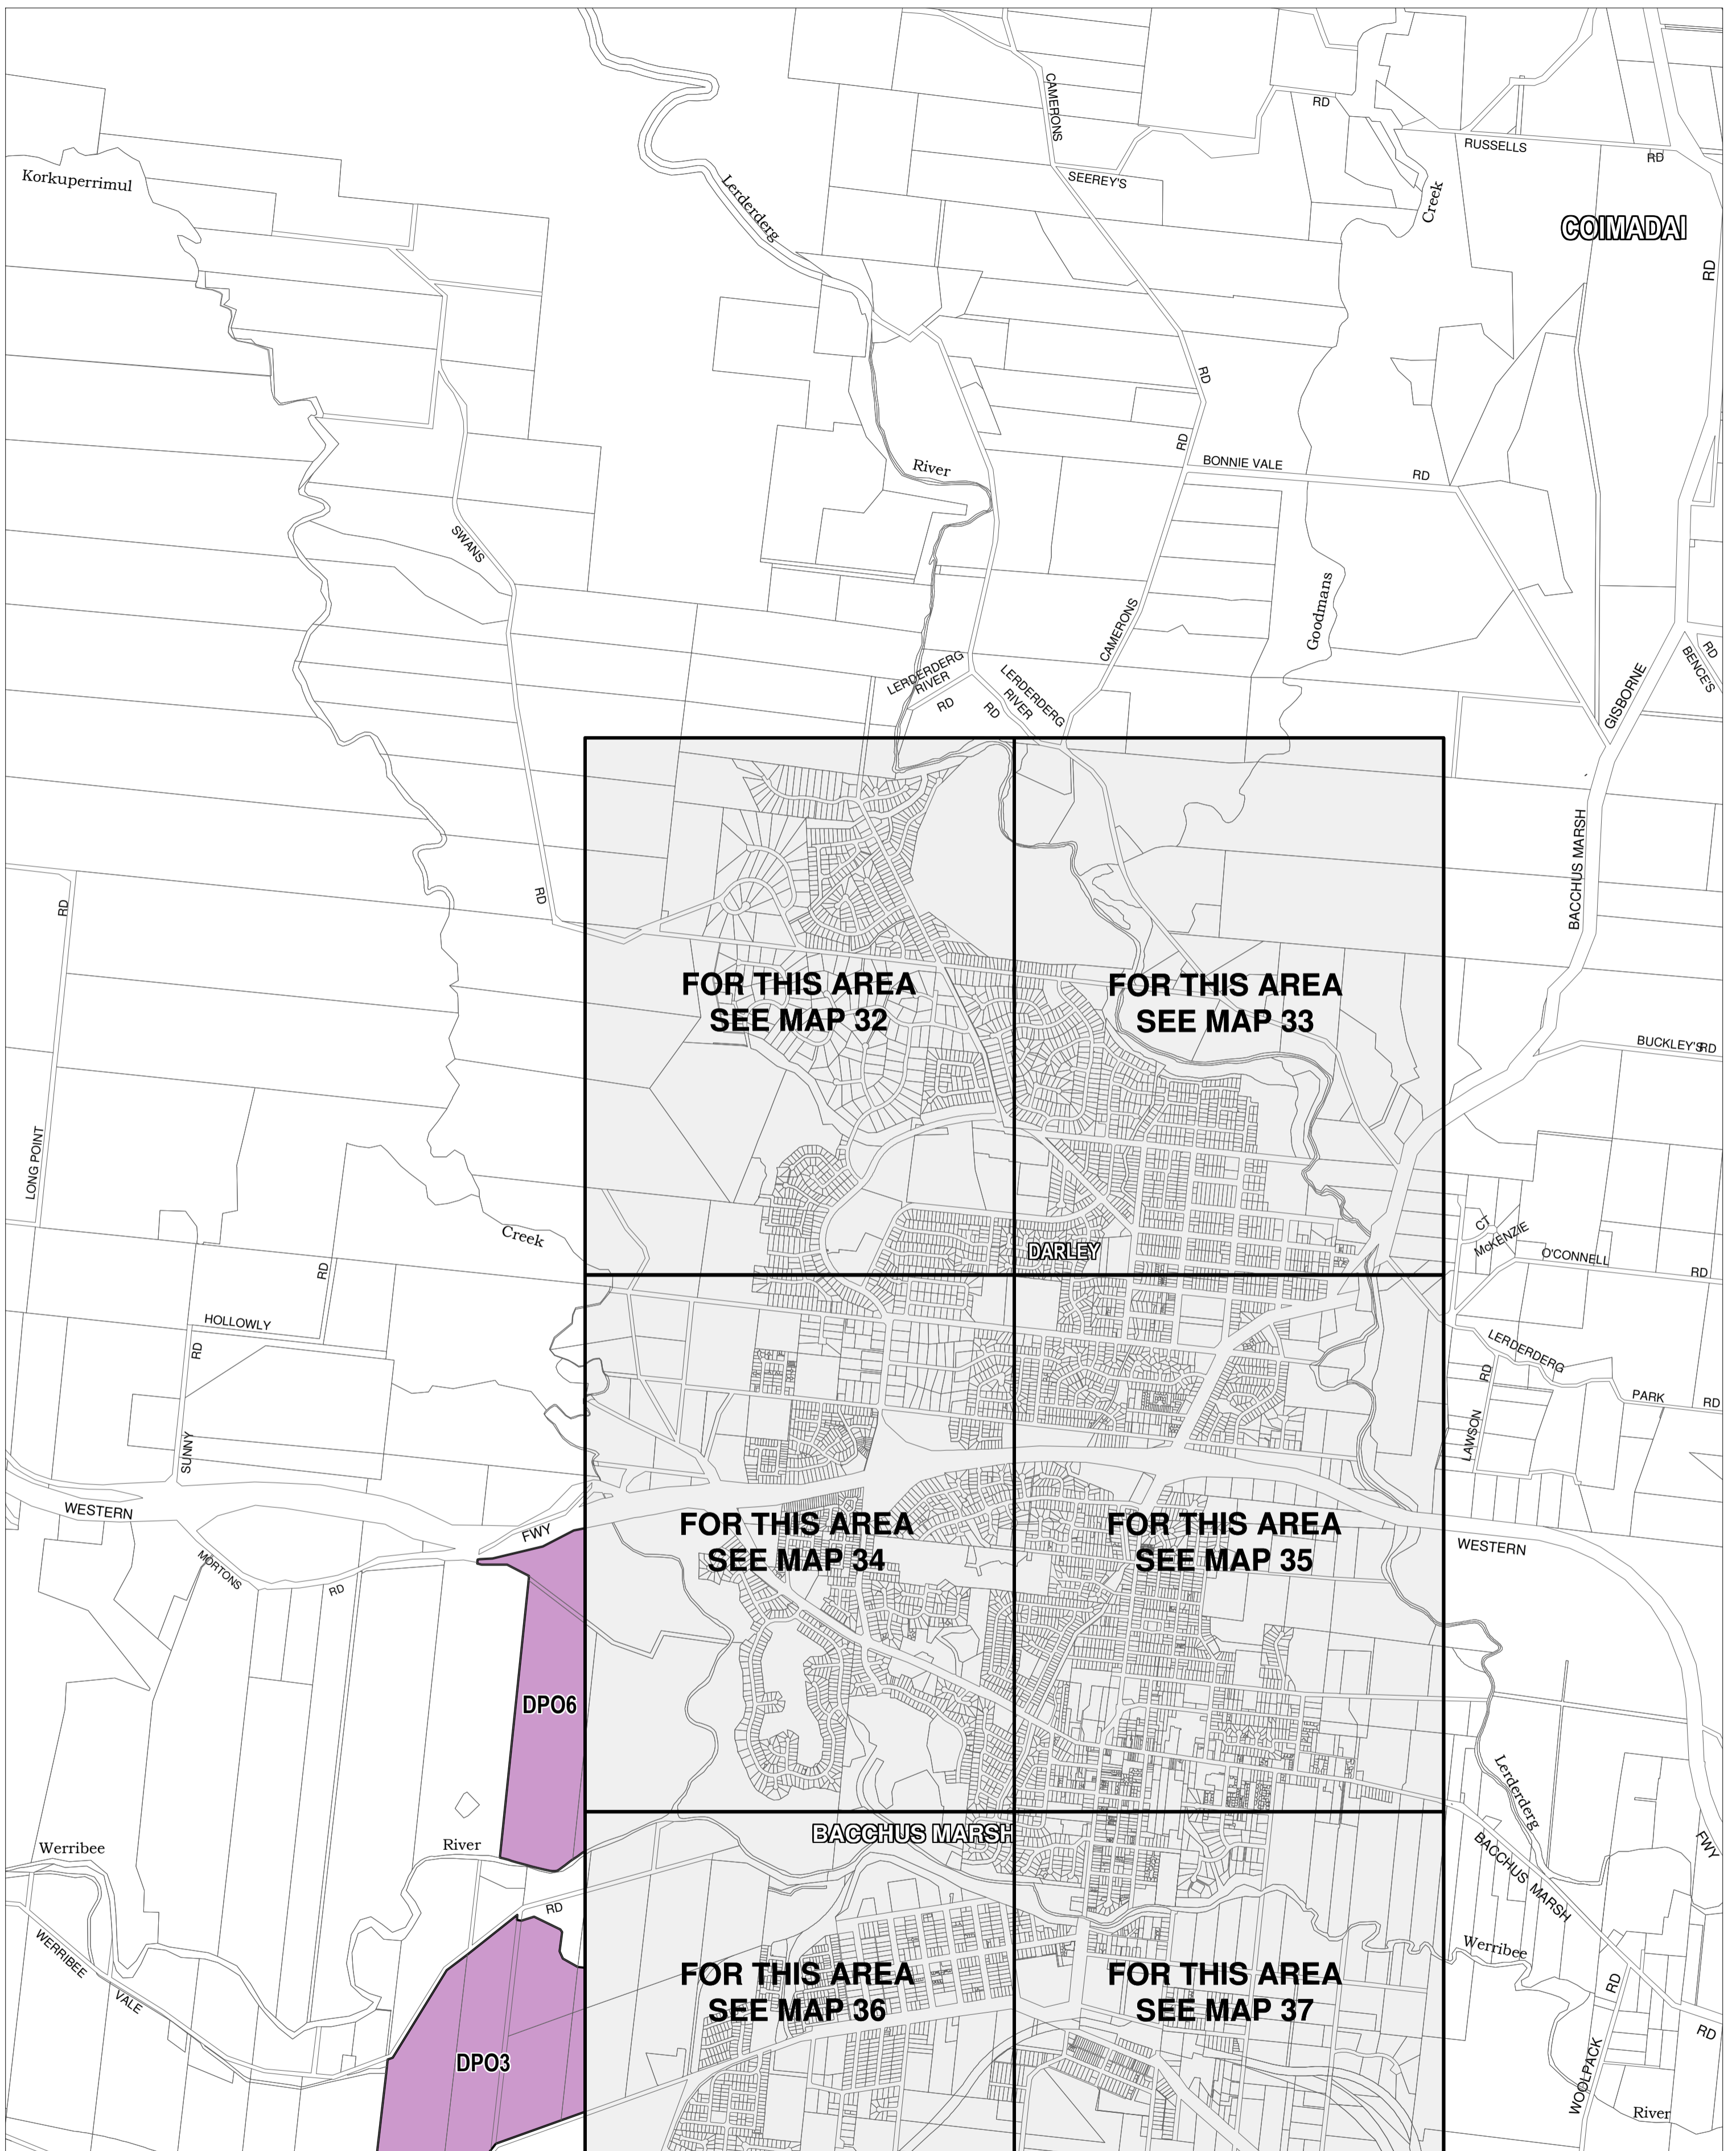 CAMERONS
RD
RUSSELLS
RD
SEEREY'S
Korkuperrimul
Lerderderg
Creek
COIMADAI
RD
RD
RD
River
BONNIE VALE
RD
SWANS
Goodmans
CAMERONS
LERDERDERG
RIVER
RD
LERDERDERG
RIVER
RD
GISBORNE
RD
BENCE'S
BACCHUS MARSH
RD
RD
FOR THIS AREA
SEE MAP 32
FOR THIS AREA
SEE MAP 33
BUCKLEY'S RD
LONG POINT
Creek
DARLEY
CT
McKENZIE
O'CONNELL
RD
RD
HOLLOWLY
RD
LERDERDERG
RD
PARK
RD
LAWSON
SUNNY
WESTERN
FWY
FOR THIS AREA
SEE MAP 34
FOR THIS AREA
SEE MAP 35
WESTERN
MORTONS
RD
DPO6
Lerderderg
FWY
BACCHUS MARSH
Werribee
River
BACCHUS MARSH
RD
WERRIBEE
VALE
Werribee
FOR THIS AREA
SEE MAP 36
FOR THIS AREA
SEE MAP 37
RD
RD
DPO3
WOOLPACK
River